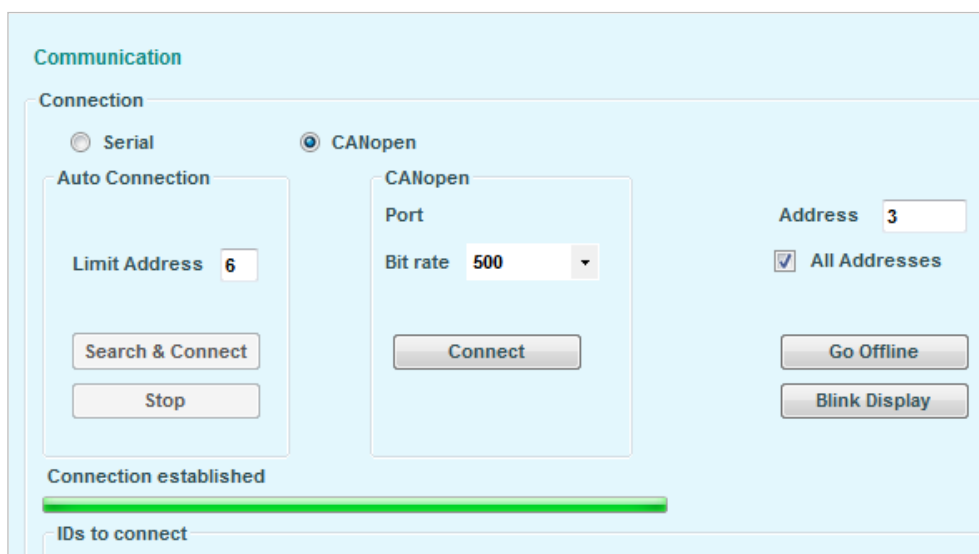 Communication
Connection
Serial
CANopen
Auto Connection
CANopen
Port
Address 3
Limit Address 6
Bit rate 500
All Addresses
Search & Connect
Connect
Go Offline
Stop
Blink Display
Connection established
IDs to connect